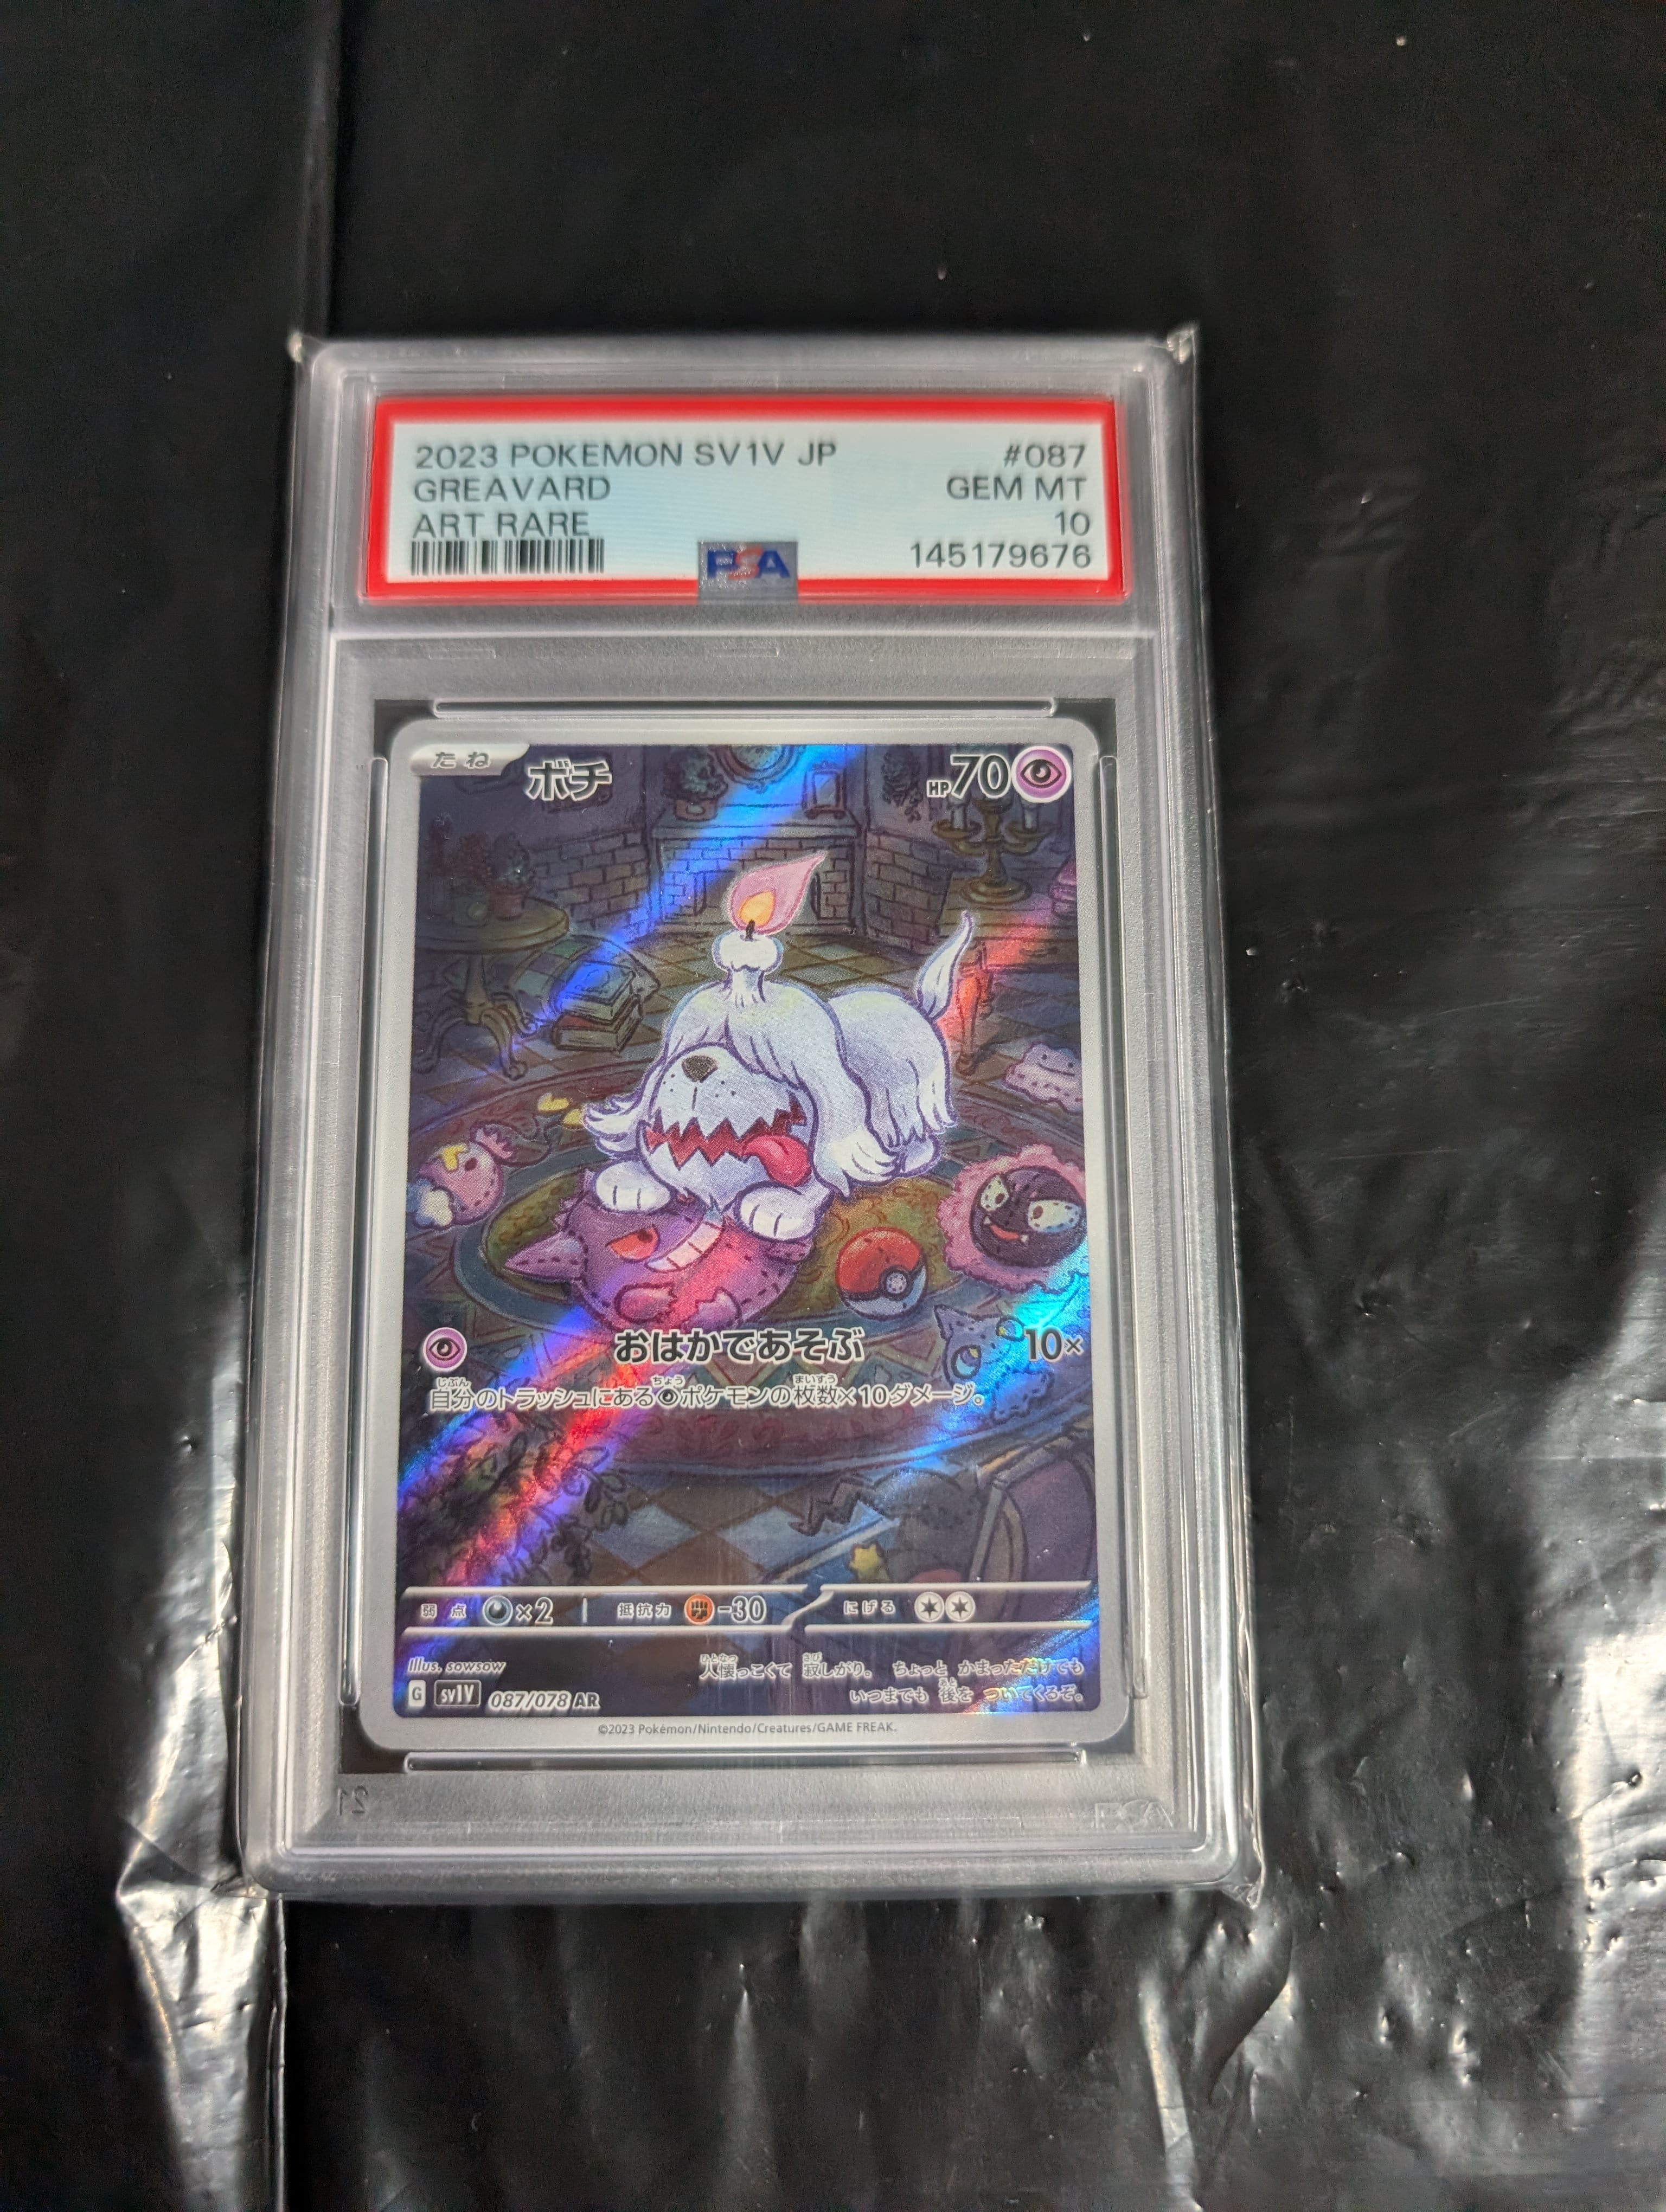 2023 POKEMON SV1V JP #087
GREAVARD GEM MT
ART RARE 10
PSA 145179676
たね ボチ HP70
おはかであそぶ 10×
自分のトラッシュにあるポケモンの枚数×10ダメージ。
弱点 ×2 抵抗力 -30 にげる
Illus. sowsow 人懐っこくて 寂しがり。 ちょっと かまっただけでも
いつまでも 後を ついてくるぞ。
G SV1V 087/078 AR
©2023 Pokémon/Nintendo/Creatures/GAME FREAK.
21 PSA